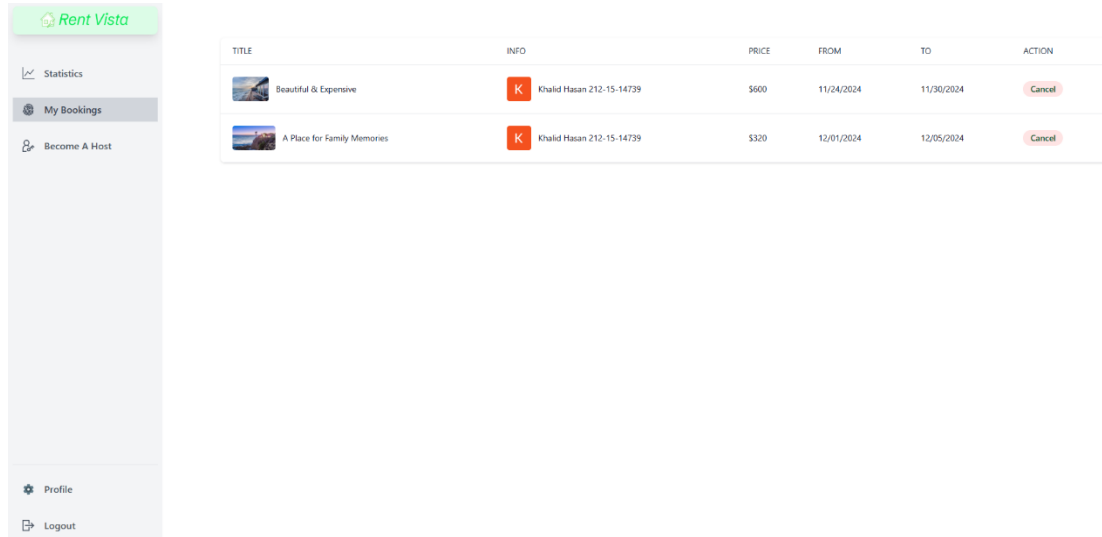 Rent Vista
Statistics
My Bookings
Become A Host
Profile
Logout
TITLE INFO PRICE FROM TO ACTION
Beautiful & Expensive K Khalid Hasan 212-15-14739 $600 11/24/2024 11/30/2024 Cancel
A Place for Family Memories K Khalid Hasan 212-15-14739 $320 12/01/2024 12/05/2024 Cancel